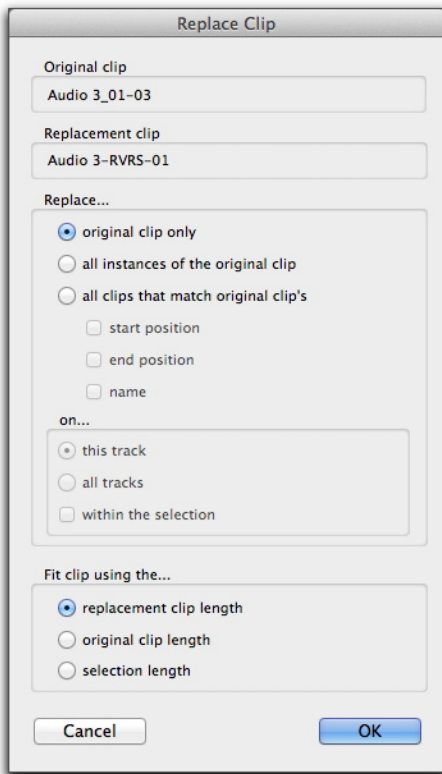 Replace Clip
Original clip
Audio 3_01-03
Replacement clip
Audio 3-RVRS-01
Replace...
original clip only
all instances of the original clip
all clips that match original clip's
start position
end position
name
on...
this track
all tracks
within the selection
Fit clip using the...
replacement clip length
original clip length
selection length
Cancel OK